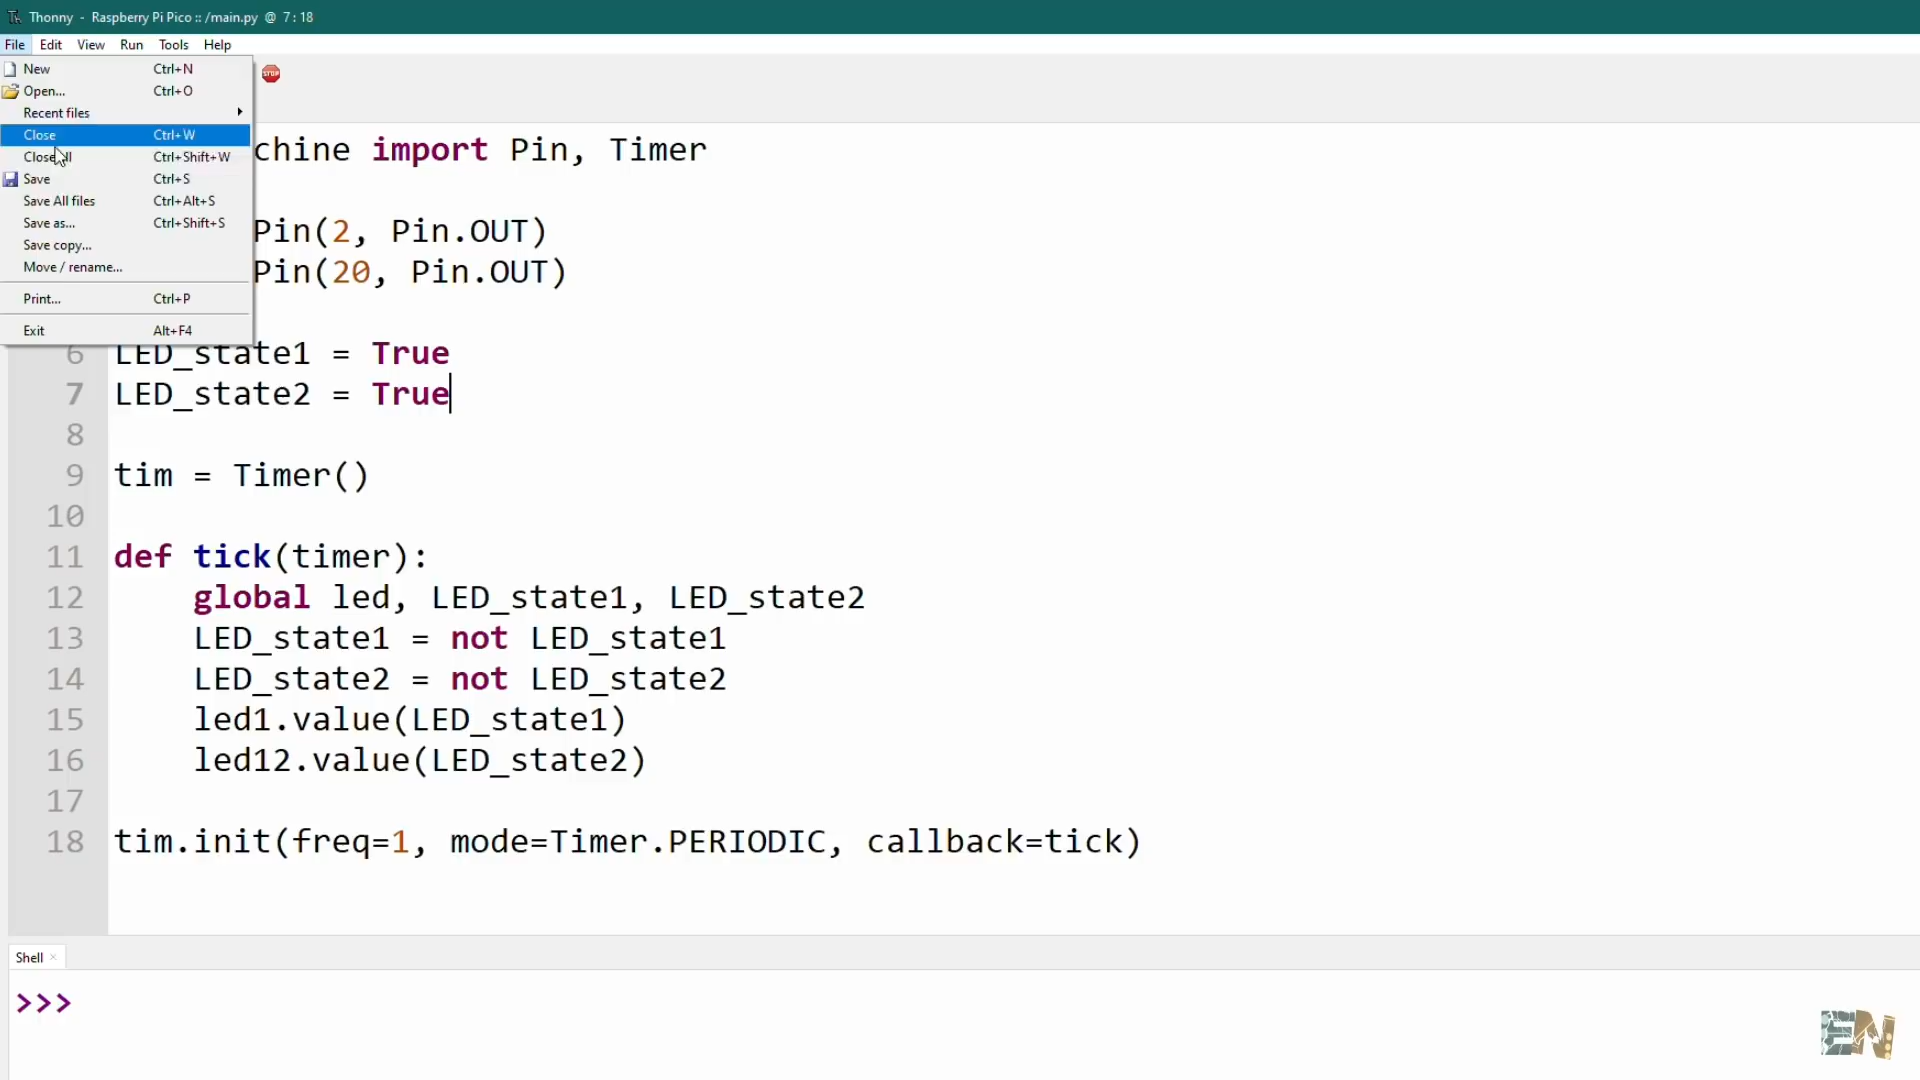 Thonny - Raspberry Pi Pico :: /main.py @ 7:18
File Edit View Run Tools Help
New Ctrl+N
Open... Ctrl+O
Recent files
Close Ctrl+W
Ctrl+Shift+W
Save Ctrl+S
Save All files Ctrl+Alt+S
Save as... Ctrl+Shift+S
Save copy...
Move / rename...
Print... Ctrl+P
Exit Alt+F4
STOP
chine import Pin, Timer
Pin(2, Pin.OUT)
Pin(20, Pin.OUT)
6 LED_state1 = True
7 LED_state2 = True
8
9 tim = Timer()
10
11 def tick(timer):
12 global led, LED_state1, LED_state2
13 LED_state1 = not LED_state1
14 LED_state2 = not LED_state2
15 led1.value(LED_state1)
16 led12.value(LED_state2)
17
18 tim.init(freq=1, mode=Timer.PERIODIC, callback=tick)
Shell
>>>
EN